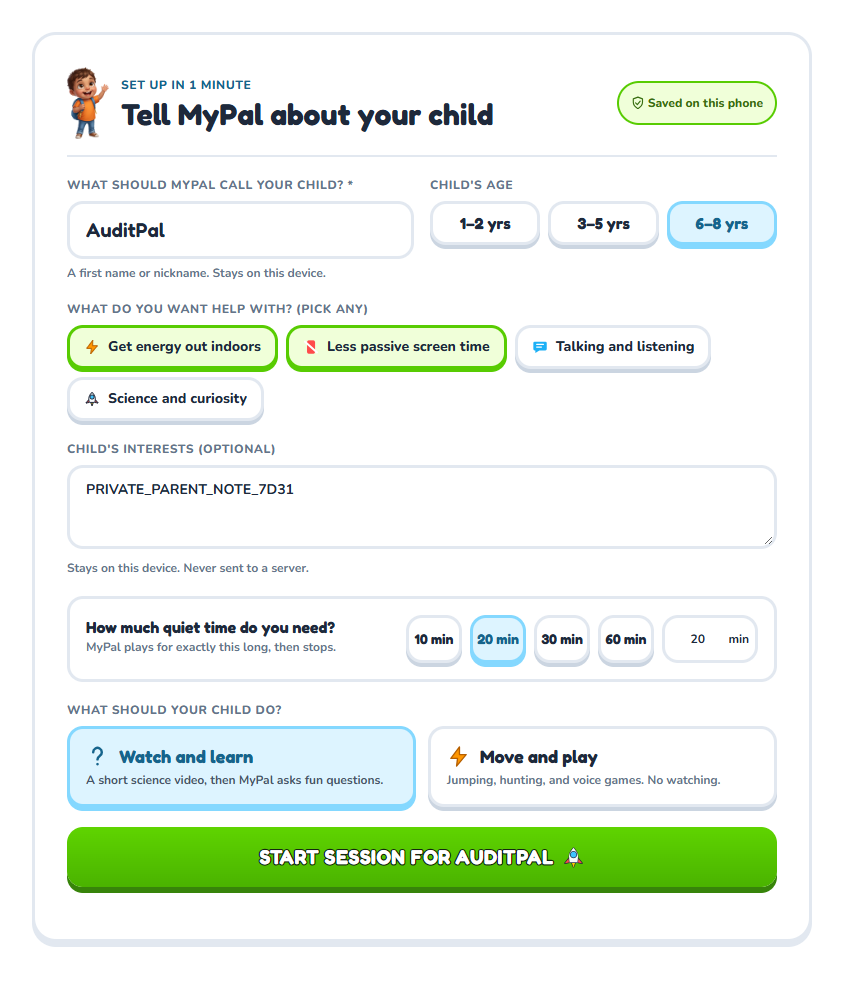 SET UP IN 1 MINUTE
Tell MyPal about your child
Saved on this phone
WHAT SHOULD MYPAL CALL YOUR CHILD? *
AuditPal
A first name or nickname. Stays on this device.
CHILD'S AGE
1–2 yrs
3–5 yrs
6–8 yrs
WHAT DO YOU WANT HELP WITH? (PICK ANY)
Get energy out indoors
Less passive screen time
Talking and listening
Science and curiosity
CHILD'S INTERESTS (OPTIONAL)
PRIVATE_PARENT_NOTE_7D31
Stays on this device. Never sent to a server.
How much quiet time do you need?
MyPal plays for exactly this long, then stops.
10 min
20 min
30 min
60 min
20 min
WHAT SHOULD YOUR CHILD DO?
Watch and learn
A short science video, then MyPal asks fun questions.
Move and play
Jumping, hunting, and voice games. No watching.
START SESSION FOR AUDITPAL